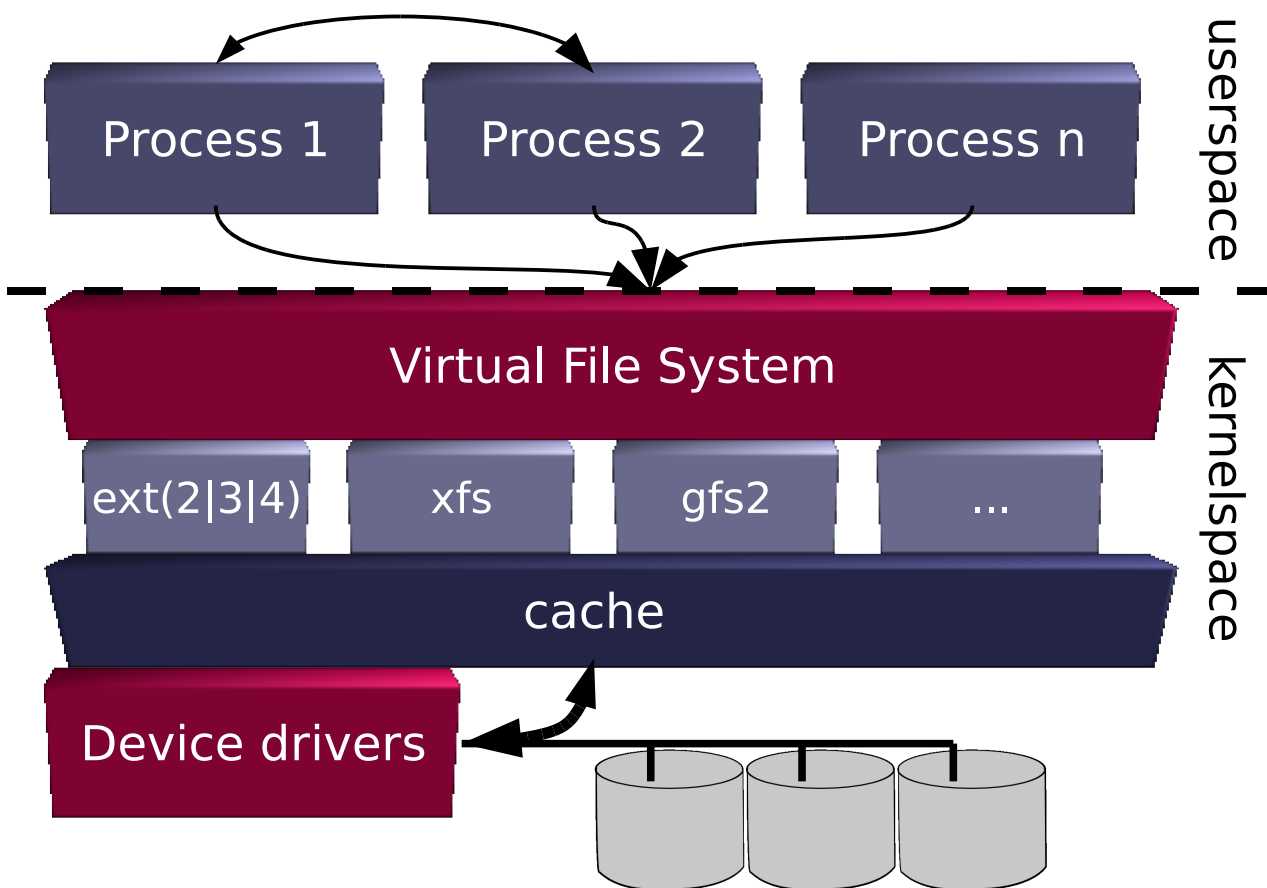 Process 1
Process 2
Process n
userspace
Virtual File System
kernelspace
ext(2|3|4)
xfs
gfs2
...
cache
Device drivers